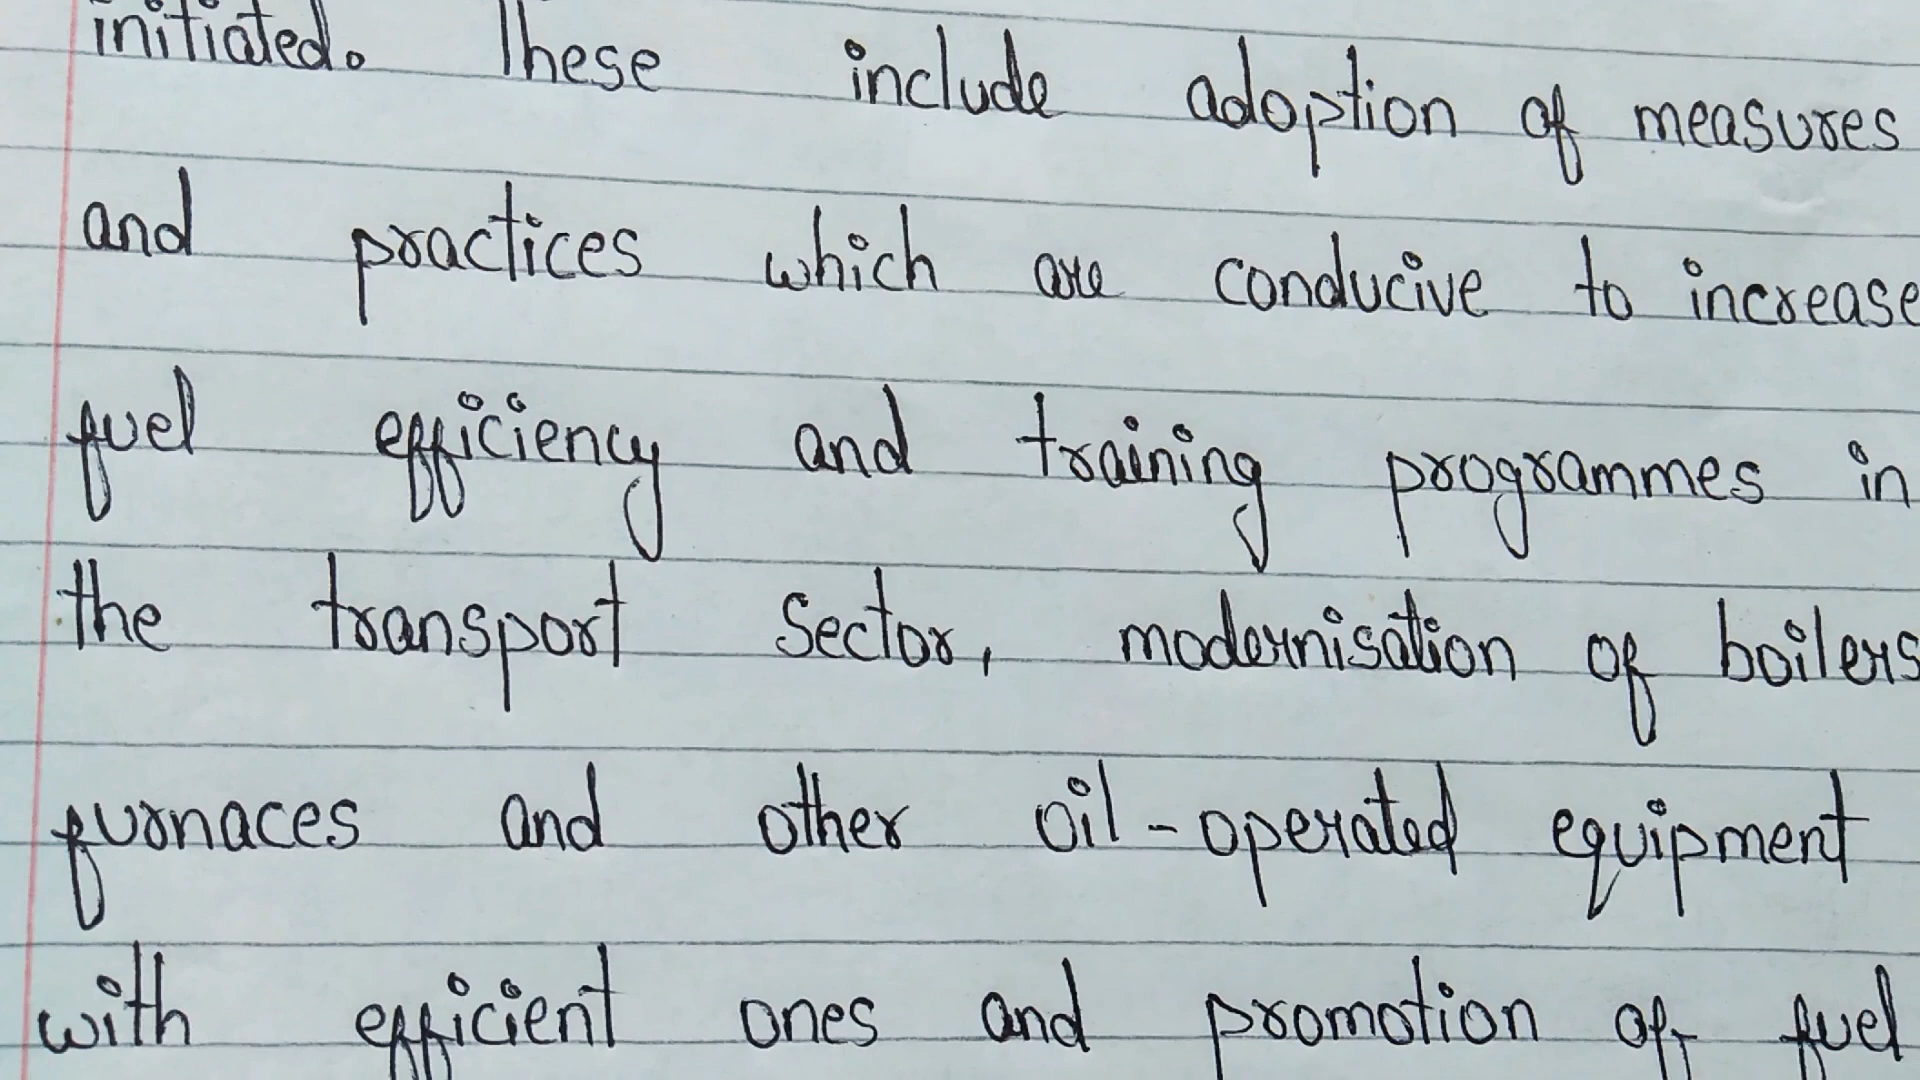 initiated. These include adoption of measures
and practices which are conducive to increase
fuel efficiency and training programmes in
the transport Sector, modernisation of boilers
furnaces and other oil-operated equipment
with efficient ones and promotion of fuel